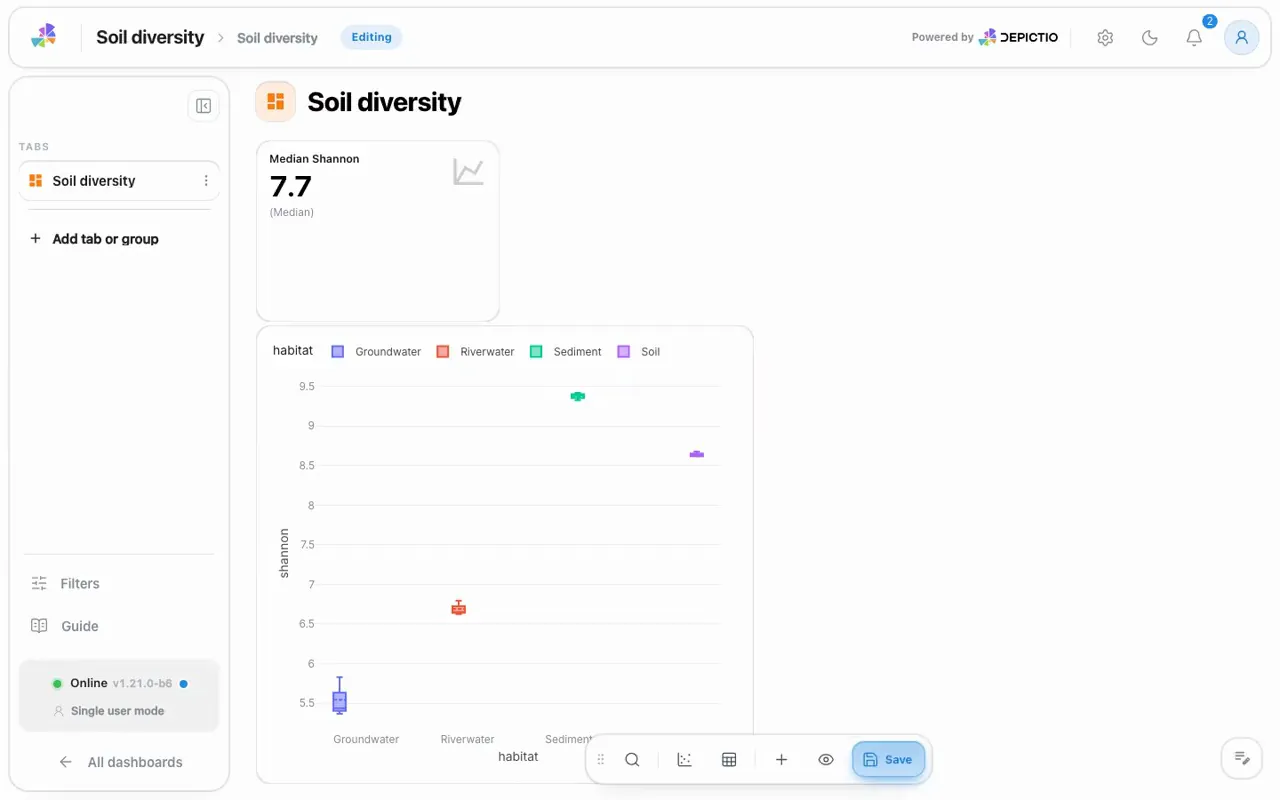 Soil diversity > Soil diversity Editing
Powered by DEPICTIO
2
TABS
Soil diversity
+ Add tab or group
Filters
Guide
Online v1.21.0-b6
Single user mode
All dashboards
Soil diversity
Median Shannon
7.7
(Median)
habitat Groundwater Riverwater Sediment Soil
9.5
9
8.5
8
7.5
7
6.5
6
5.5
shannon
Groundwater Riverwater Sediment
habitat
Save